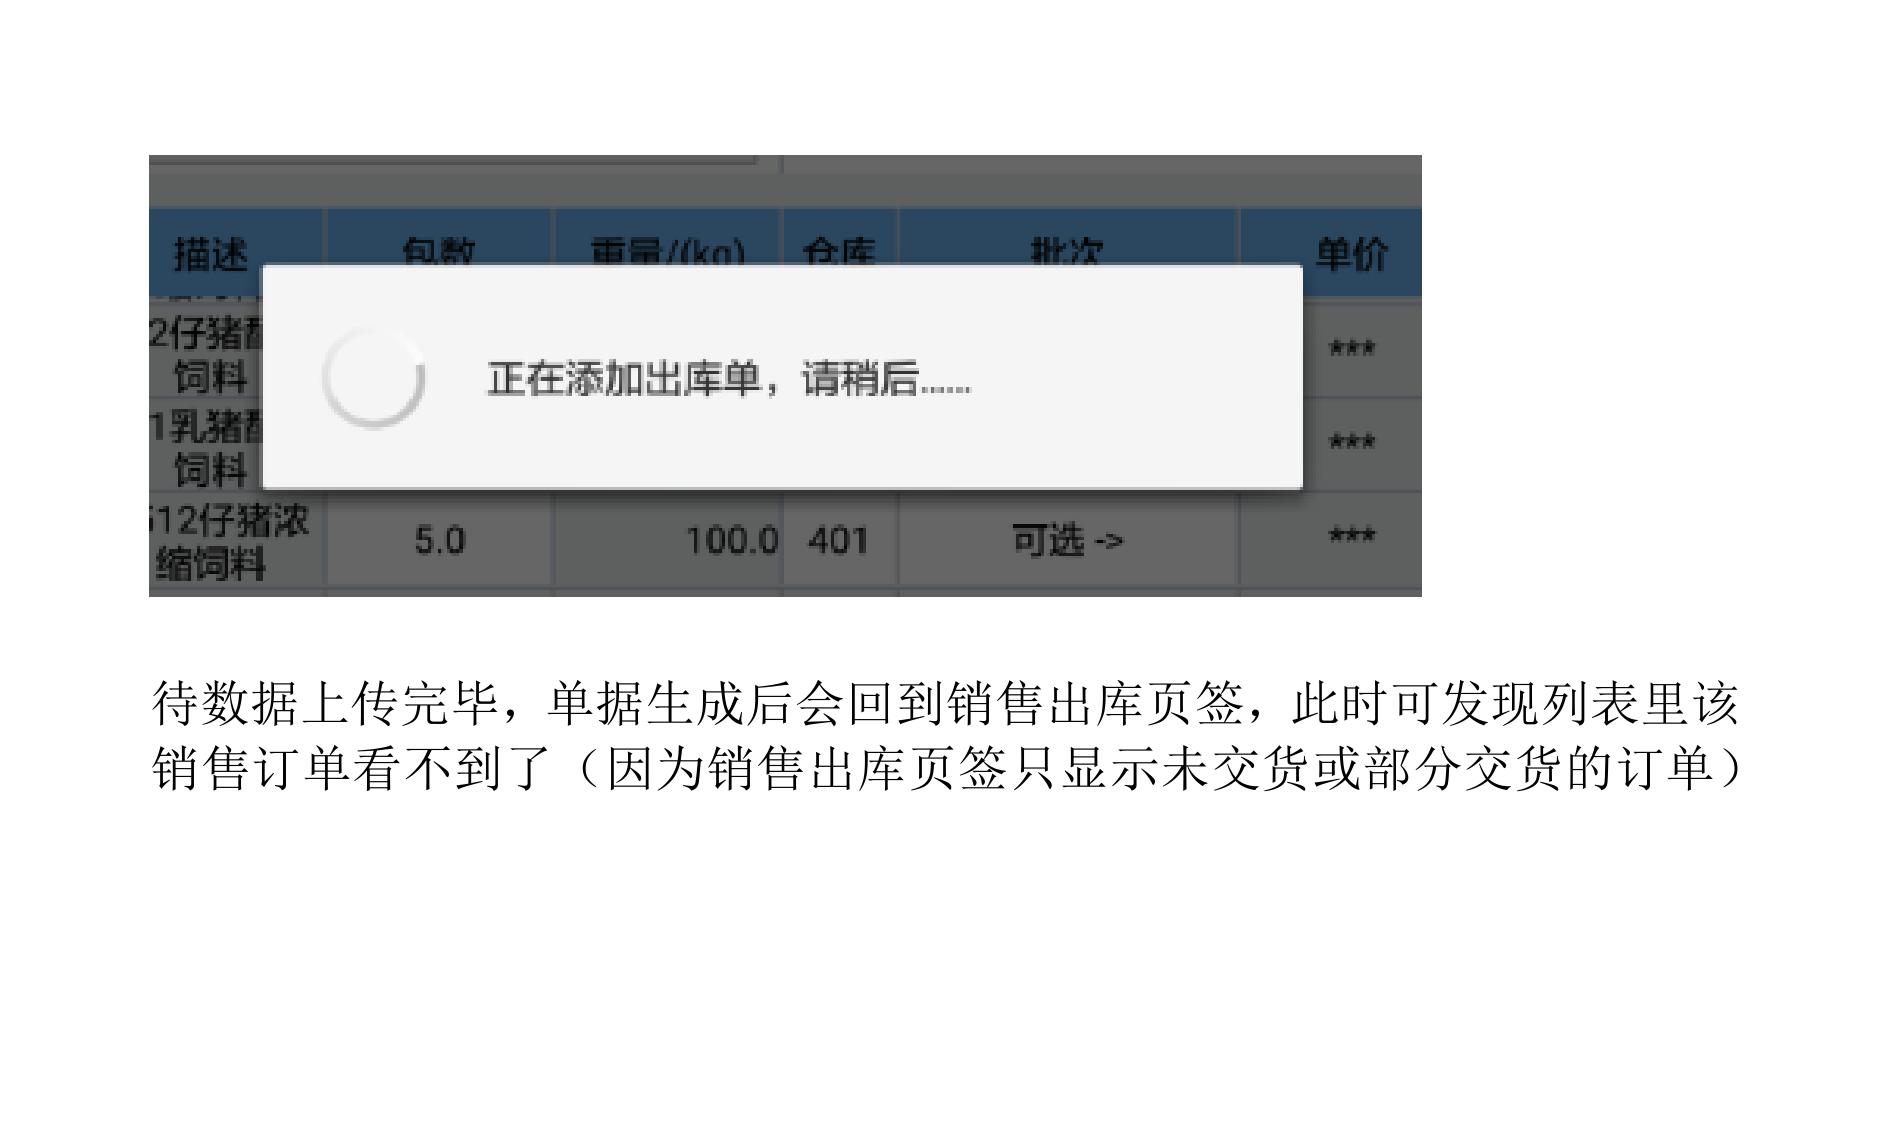 描述 包数 重量/(kg) 仓库 批次 单价
2仔猪
饲料 ***
正在添加出库单，请稍后......
1乳猪
饲料 ***
512仔猪浓
缩饲料 5.0 100.0 401 可选 -> ***
待数据上传完毕，单据生成后会回到销售出库页签，此时可发现列表里该
销售订单看不到了（因为销售出库页签只显示未交货或部分交货的订单）